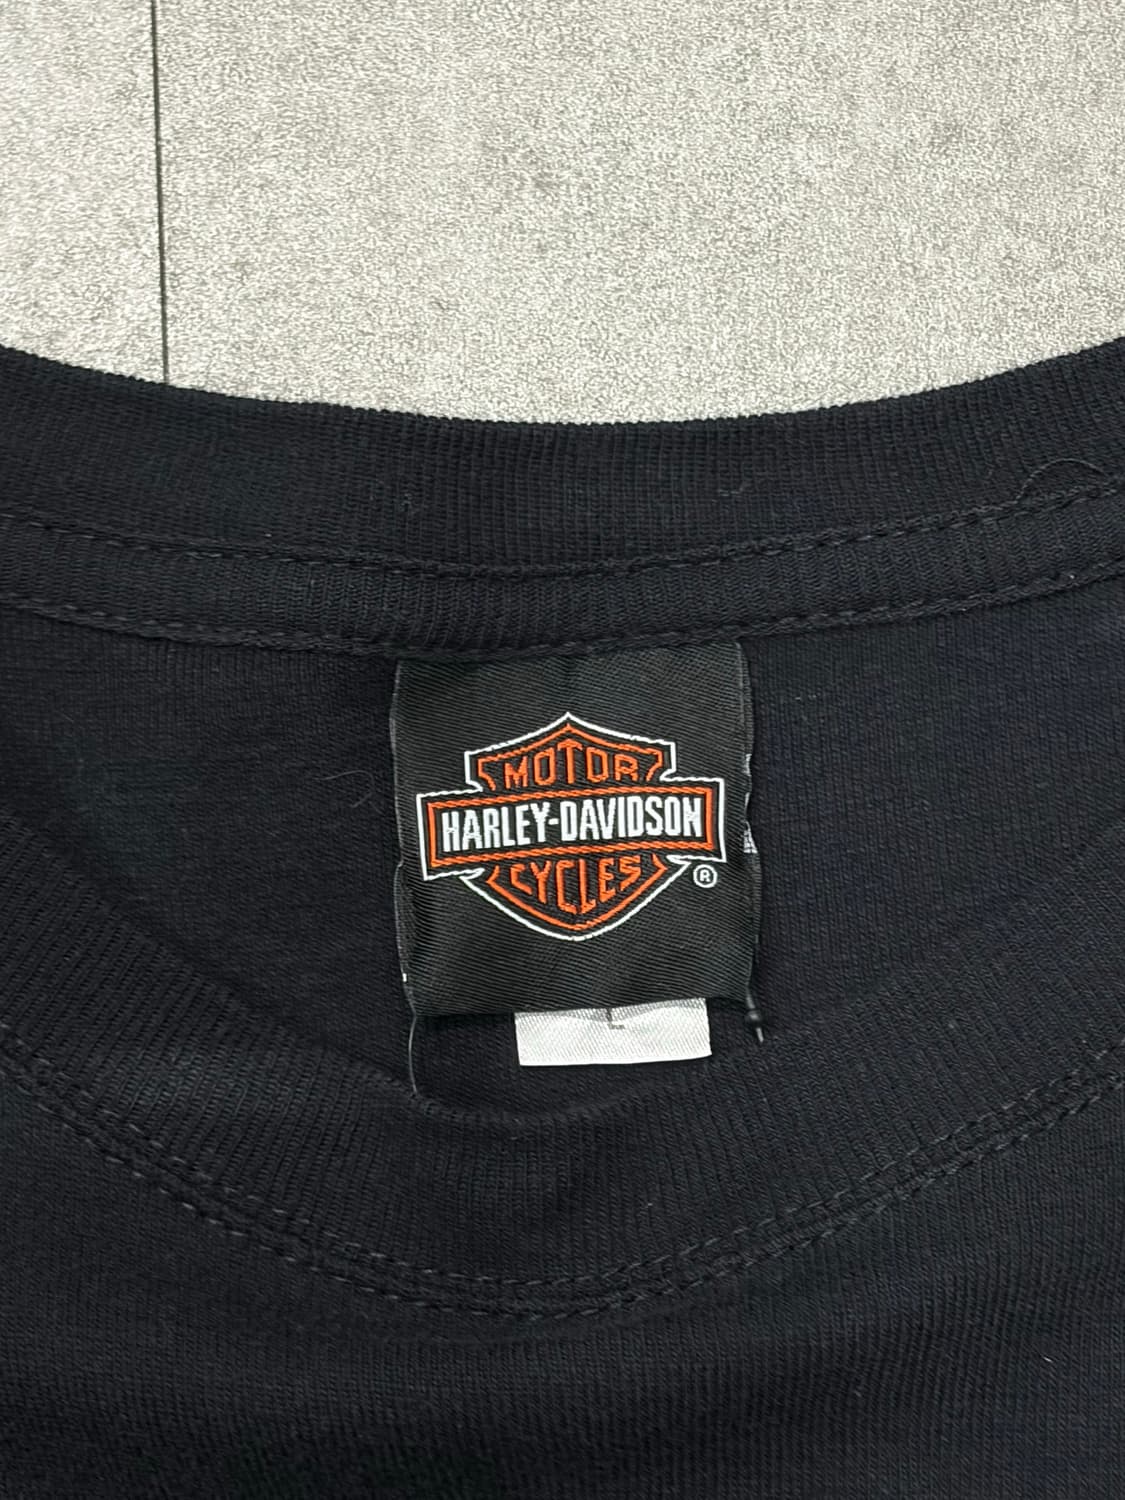 MOTOR
HARLEY-DAVIDSON
CYCLES
®